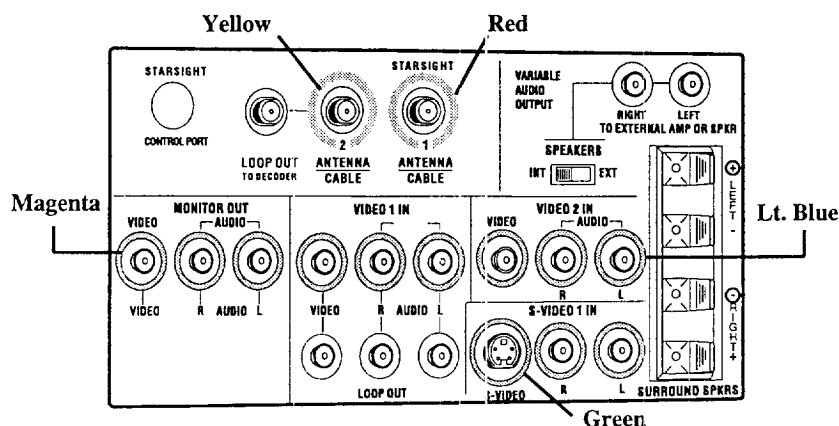 Yellow
Red
STARSIGHT
CONTROL PORT
LOOP OUT
TO DECODER
2
ANTENNA
CABLE
STARSIGHT
1
ANTENNA
CABLE
VARIABLE
AUDIO
OUTPUT
RIGHT
LEFT
TO EXTERNAL AMP OR SPKR
SPEAKERS
INT
EXT
+
LEFT
-
-
RIGHT
+
SURROUND SPKRS
Magenta
MONITOR OUT
VIDEO
AUDIO
VIDEO
R AUDIO L
VIDEO 1 IN
VIDEO
R AUDIO L
LOOP OUT
VIDEO 2 IN
VIDEO
AUDIO
R
L
Lt. Blue
S-VIDEO 1 IN
S-VIDEO
R
L
Green